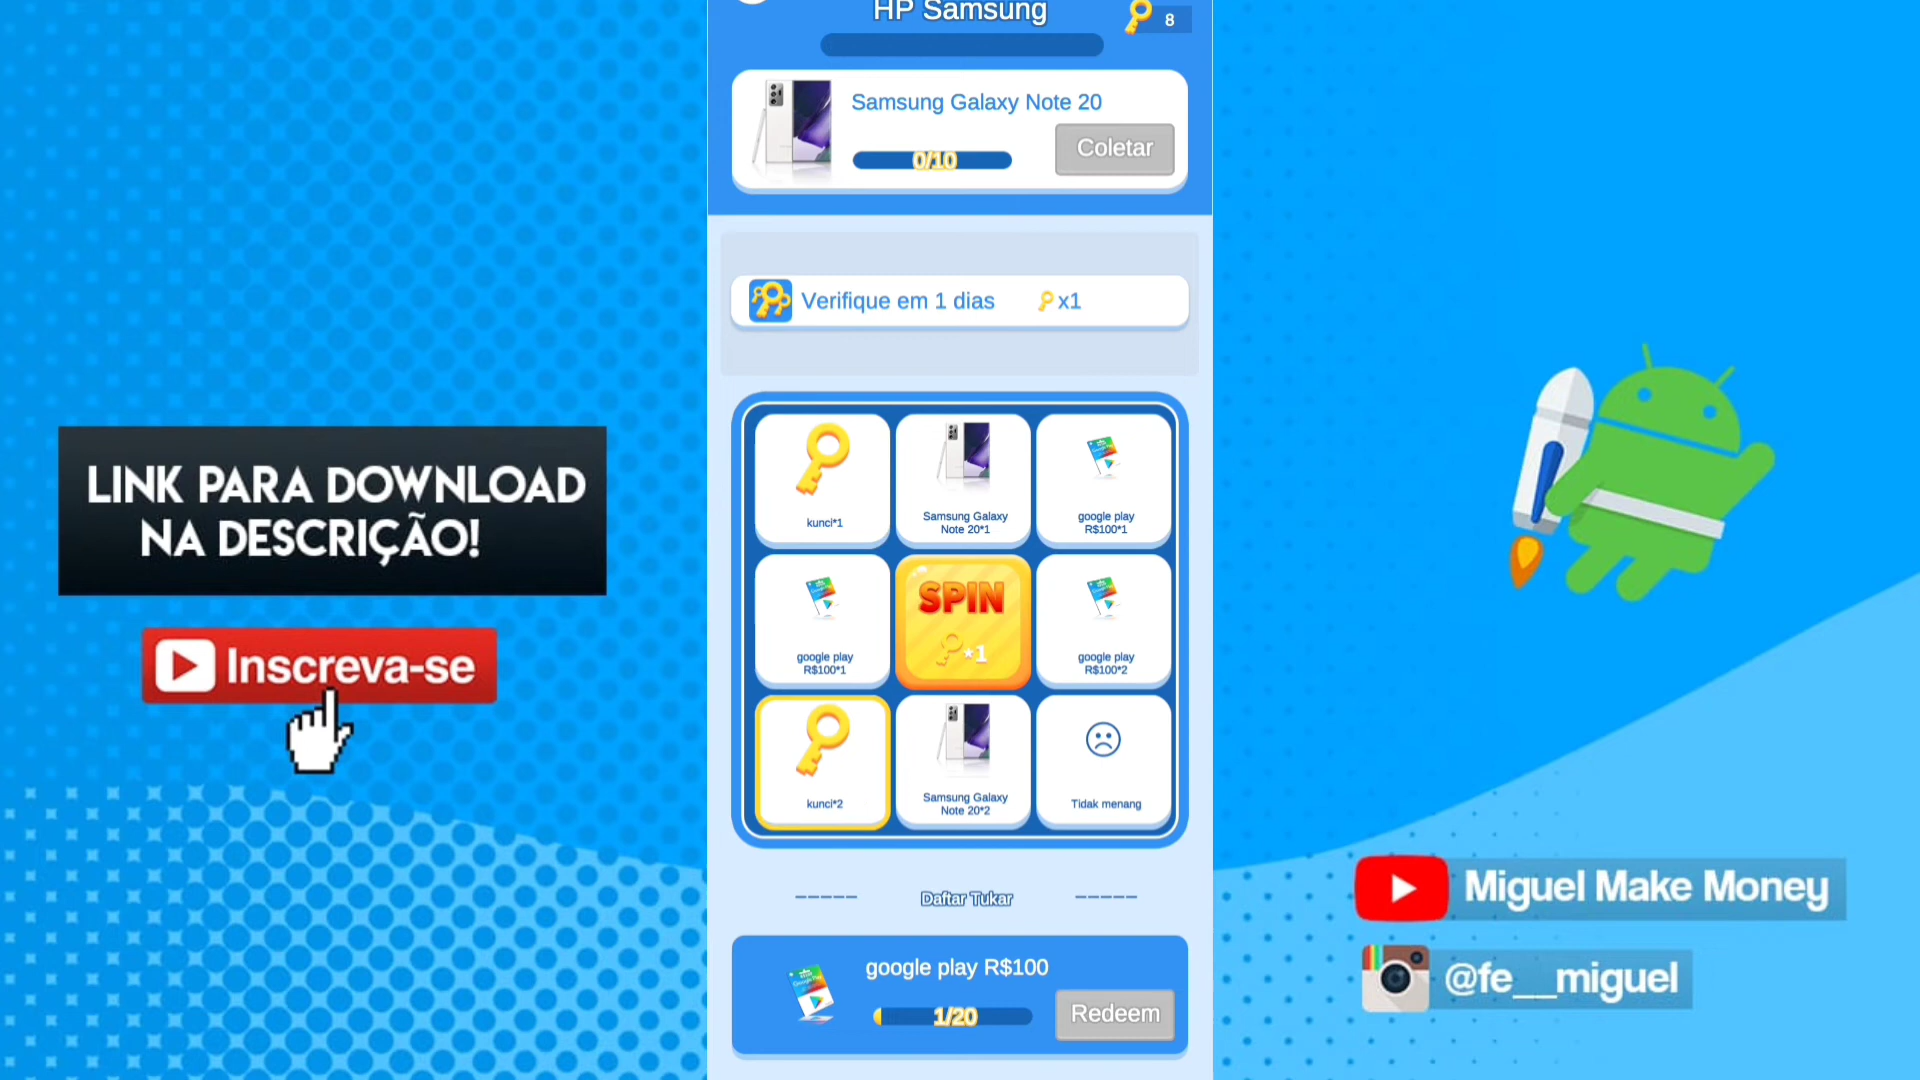 HP Samsung
8
Samsung Galaxy Note 20
0/10
Coletar
Verifique em 1 dias
x1
kunci*1
Samsung Galaxy
Note 20*1
google play
R$100*1
google play
R$100*1
SPIN
*1
google play
R$100*2
kunci*2
Samsung Galaxy
Note 20*2
Tidak menang
----- Daftar Tukar -----
google play R$100
1/20
Redeem
LINK PARA DOWNLOAD
NA DESCRIÇÃO!
Inscreva-se
Miguel Make Money
@fe__miguel